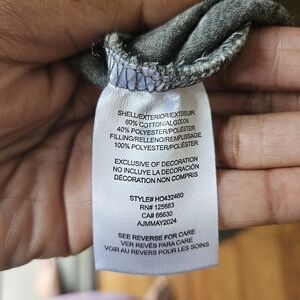 SHELL/EXTERIOR/EXTÉRIEUR
60% COTTON/ALGODÓN
40% POLYESTER/POLIÉSTER
FILLING/RELLENO/REMPLISSAGE
100% POLYESTER/POLIÉSTER
EXCLUSIVE OF DECORATION
NO INCLUYE LA DECORACIÓN
DÉCORATION NON COMPRIS
STYLE# HO432460
RN# 125663
CA# 66630
AJMMAY2024
SEE REVERSE FOR CARE
VER REVÉS PARA CARE
VOIR AU REVERS POUR LES SOINS